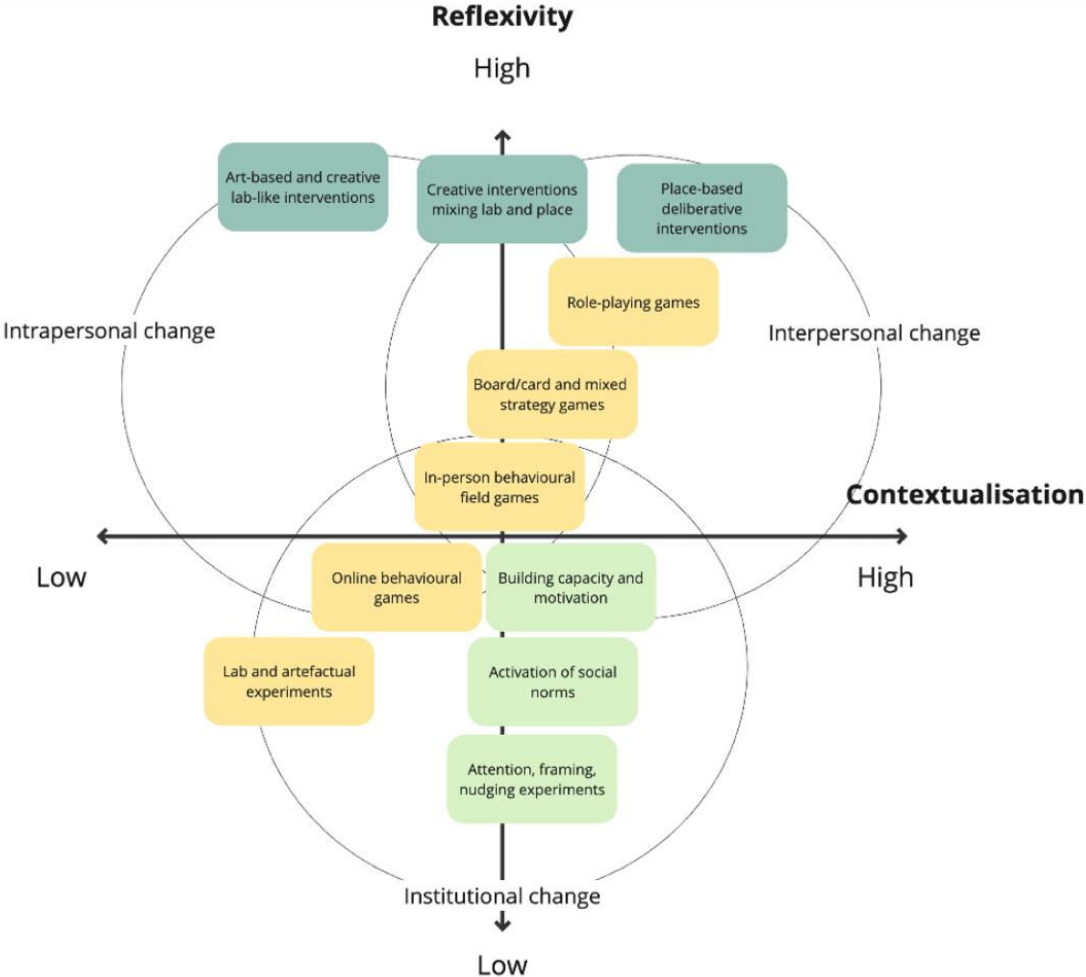 Reflexivity
High
Art-based and creative
lab-like interventions
Creative interventions
mixing lab and place
Place-based
deliberative
interventions
Role-playing games
Intrapersonal change
Interpersonal change
Board/card and mixed
strategy games
In-person behavioural
field games
Contextualisation
Low
High
Online behavioural
games
Building capacity and
motivation
Lab and artefactual
experiments
Activation of social
norms
Attention, framing,
nudging experiments
Institutional change
Low